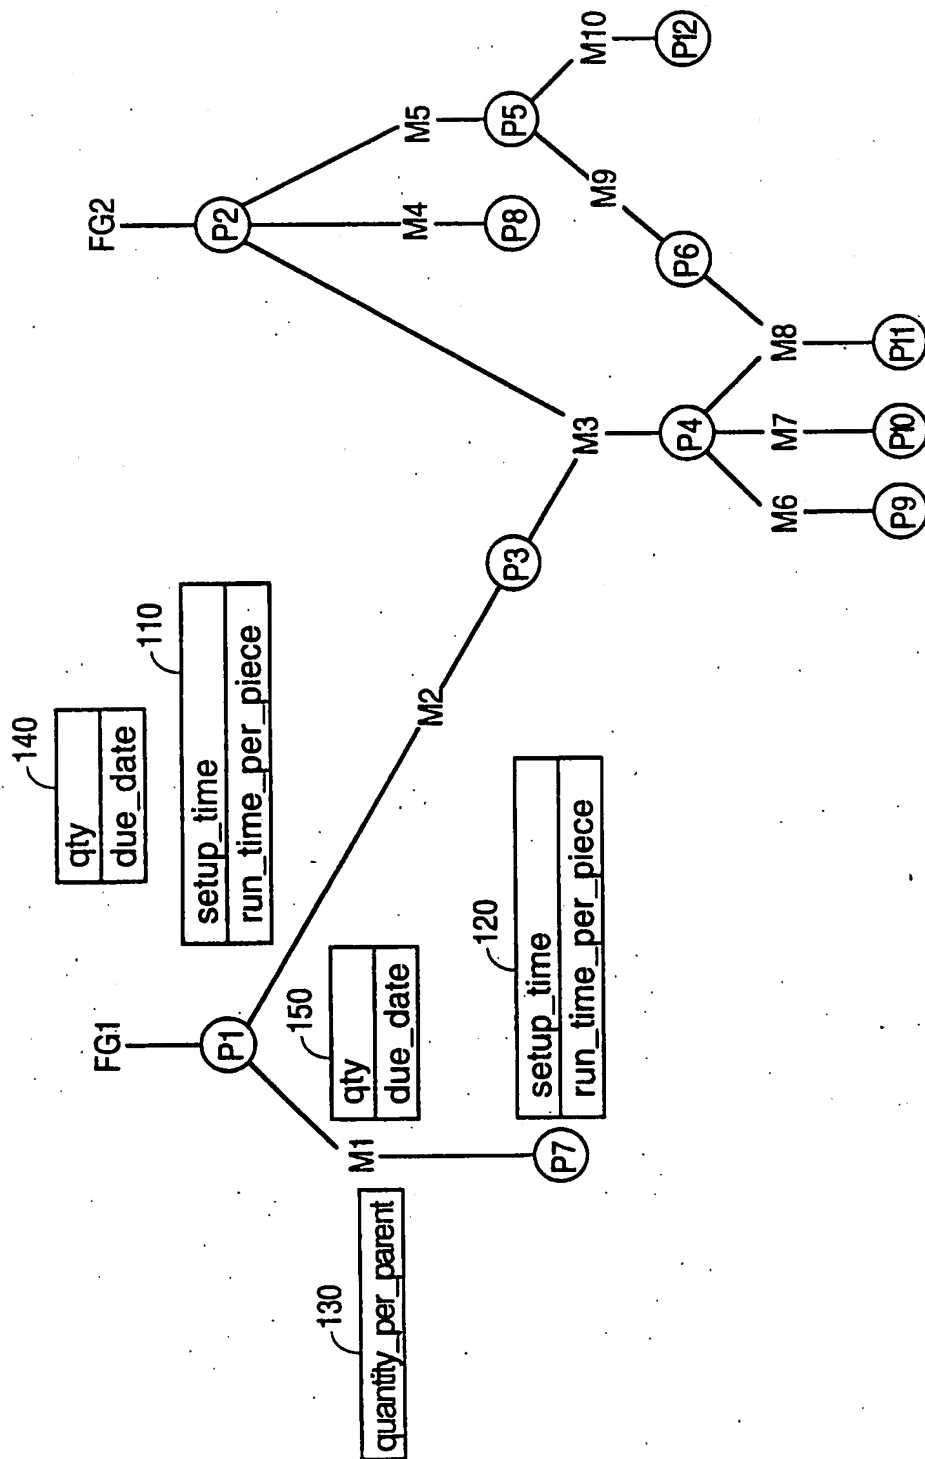 FG1
P1
M1
P7
M2
P3
M3
P4
M6
M7
M8
P9
P10
P11
FG2
P2
M4
M5
P8
P5
P6
M9
M10
P12
140
qty
due_date
110
setup_time
run_time_per_piece
150
qty
due_date
120
setup_time
run_time_per_piece
130
quantity_per_parent